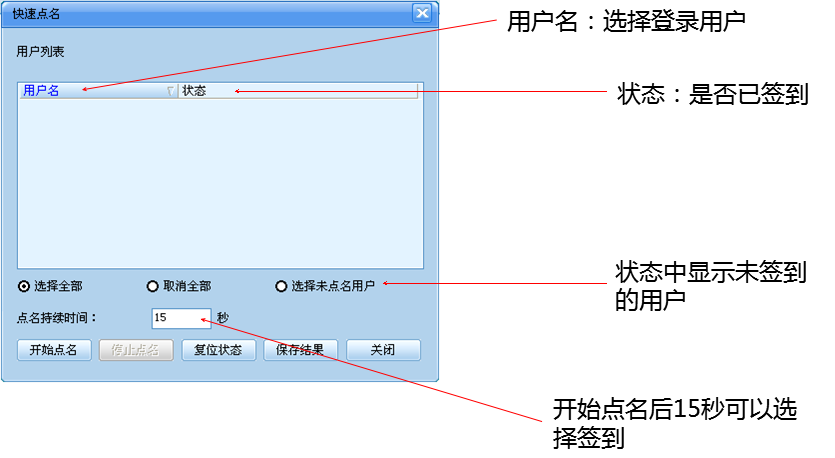 快速点名
用户名：选择登录用户
用户列表
用户名
状态
状态：是否已签到
选择全部
取消全部
选择未点名用户
状态中显示未签到
的用户
点名持续时间：
15
秒
开始点名
停止点名
复位状态
保存结果
关闭
开始点名后15秒可以选
择签到